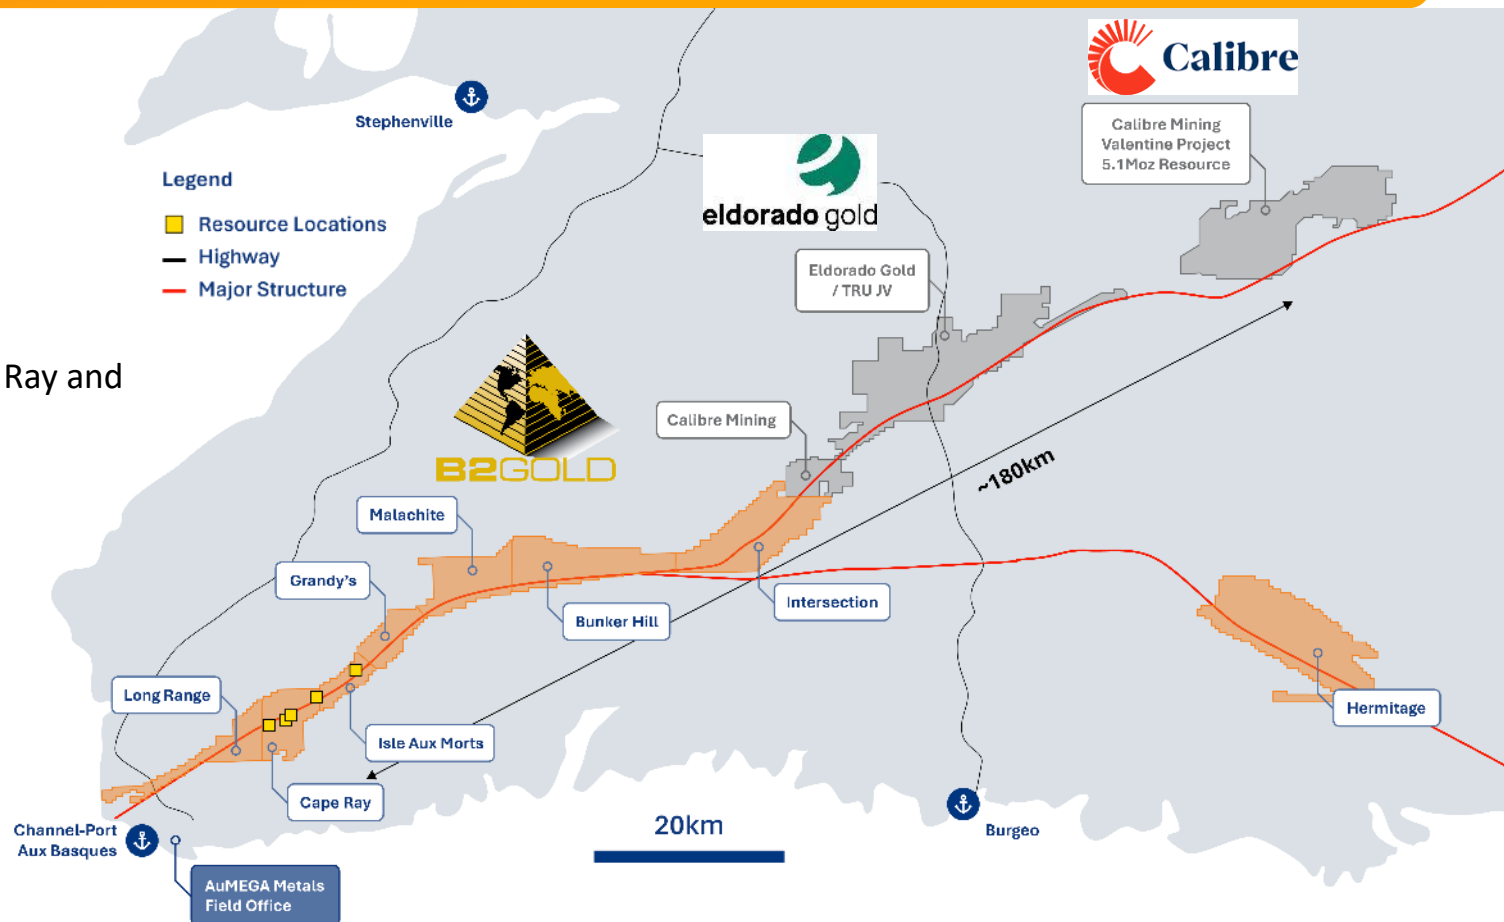 Calibre
Stephenville
Calibre Mining
Valentine Project
5.1Moz Resource
Legend
Resource Locations
Highway
Major Structure
eldorado gold
Eldorado Gold
/ TRU JV
Ray and
B2GOLD
Calibre Mining
~180km
Malachite
Grandy's
Bunker Hill
Intersection
Long Range
Isle Aux Morts
Hermitage
Cape Ray
20km
Channel-Port
Aux Basques
Burgeo
AuMEGA Metals
Field Office